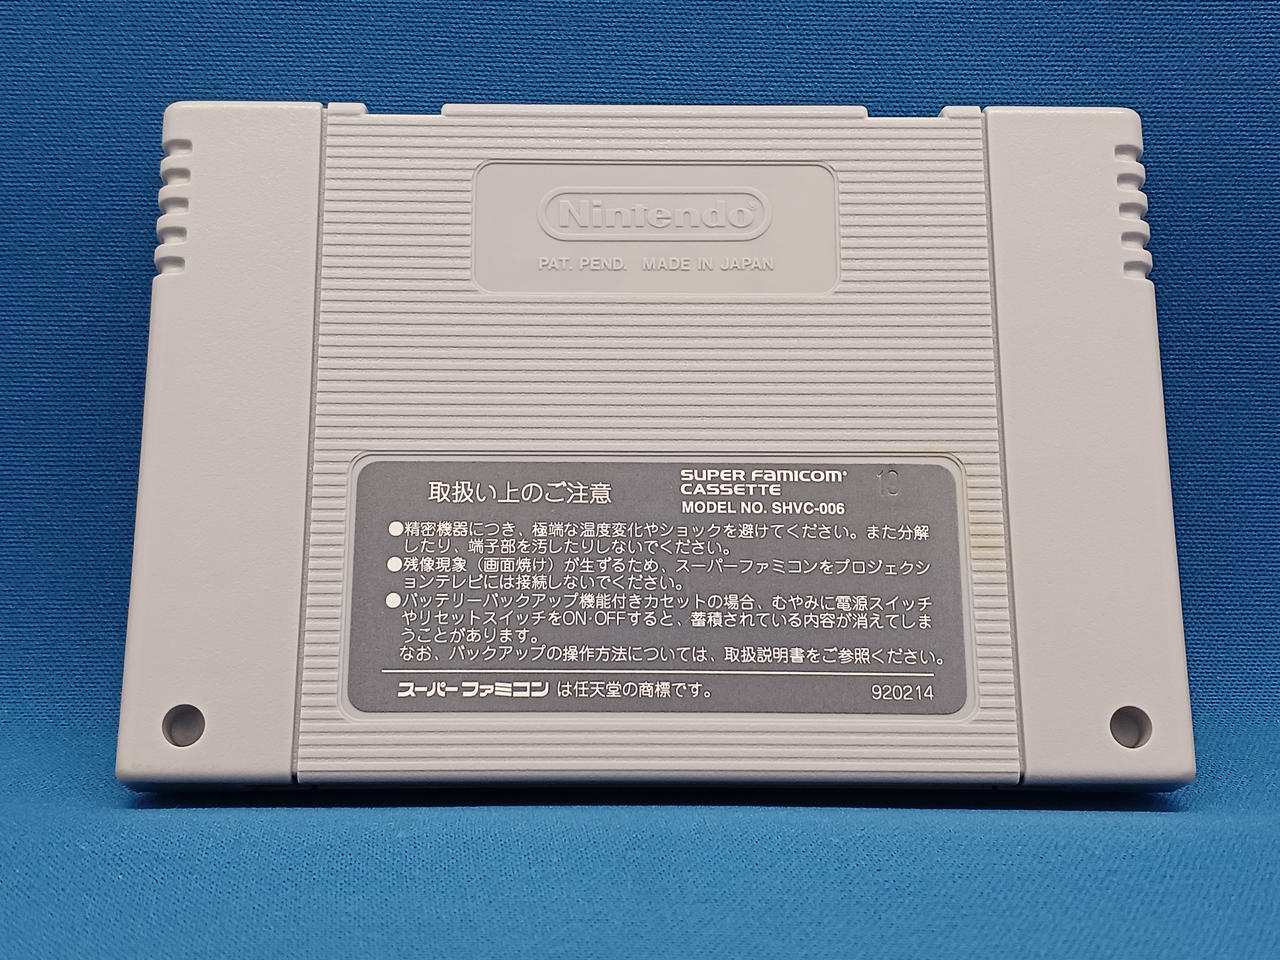 Nintendo®
PAT. PEND. MADE IN JAPAN
取扱い上のご注意
SUPER FAMICOM®
CASSETTE
MODEL NO. SHVC-006
●精密機器につき、極端な温度変化やショックを避けてください。また分解
したり、端子部を汚したりしないでください。
●残像現象（画面焼け）が生ずるため、スーパーファミコンをプロジェクシ
ョンテレビには接続しないでください。
●バッテリーバックアップ機能付きカセットの場合、むやみに電源スイッチ
やリセットスイッチをON・OFFすると、蓄積されている内容が消えてしま
うことがあります。
なお、バックアップの操作方法については、取扱説明書をご参照ください。
スーパーファミコン は任天堂の商標です。
920214